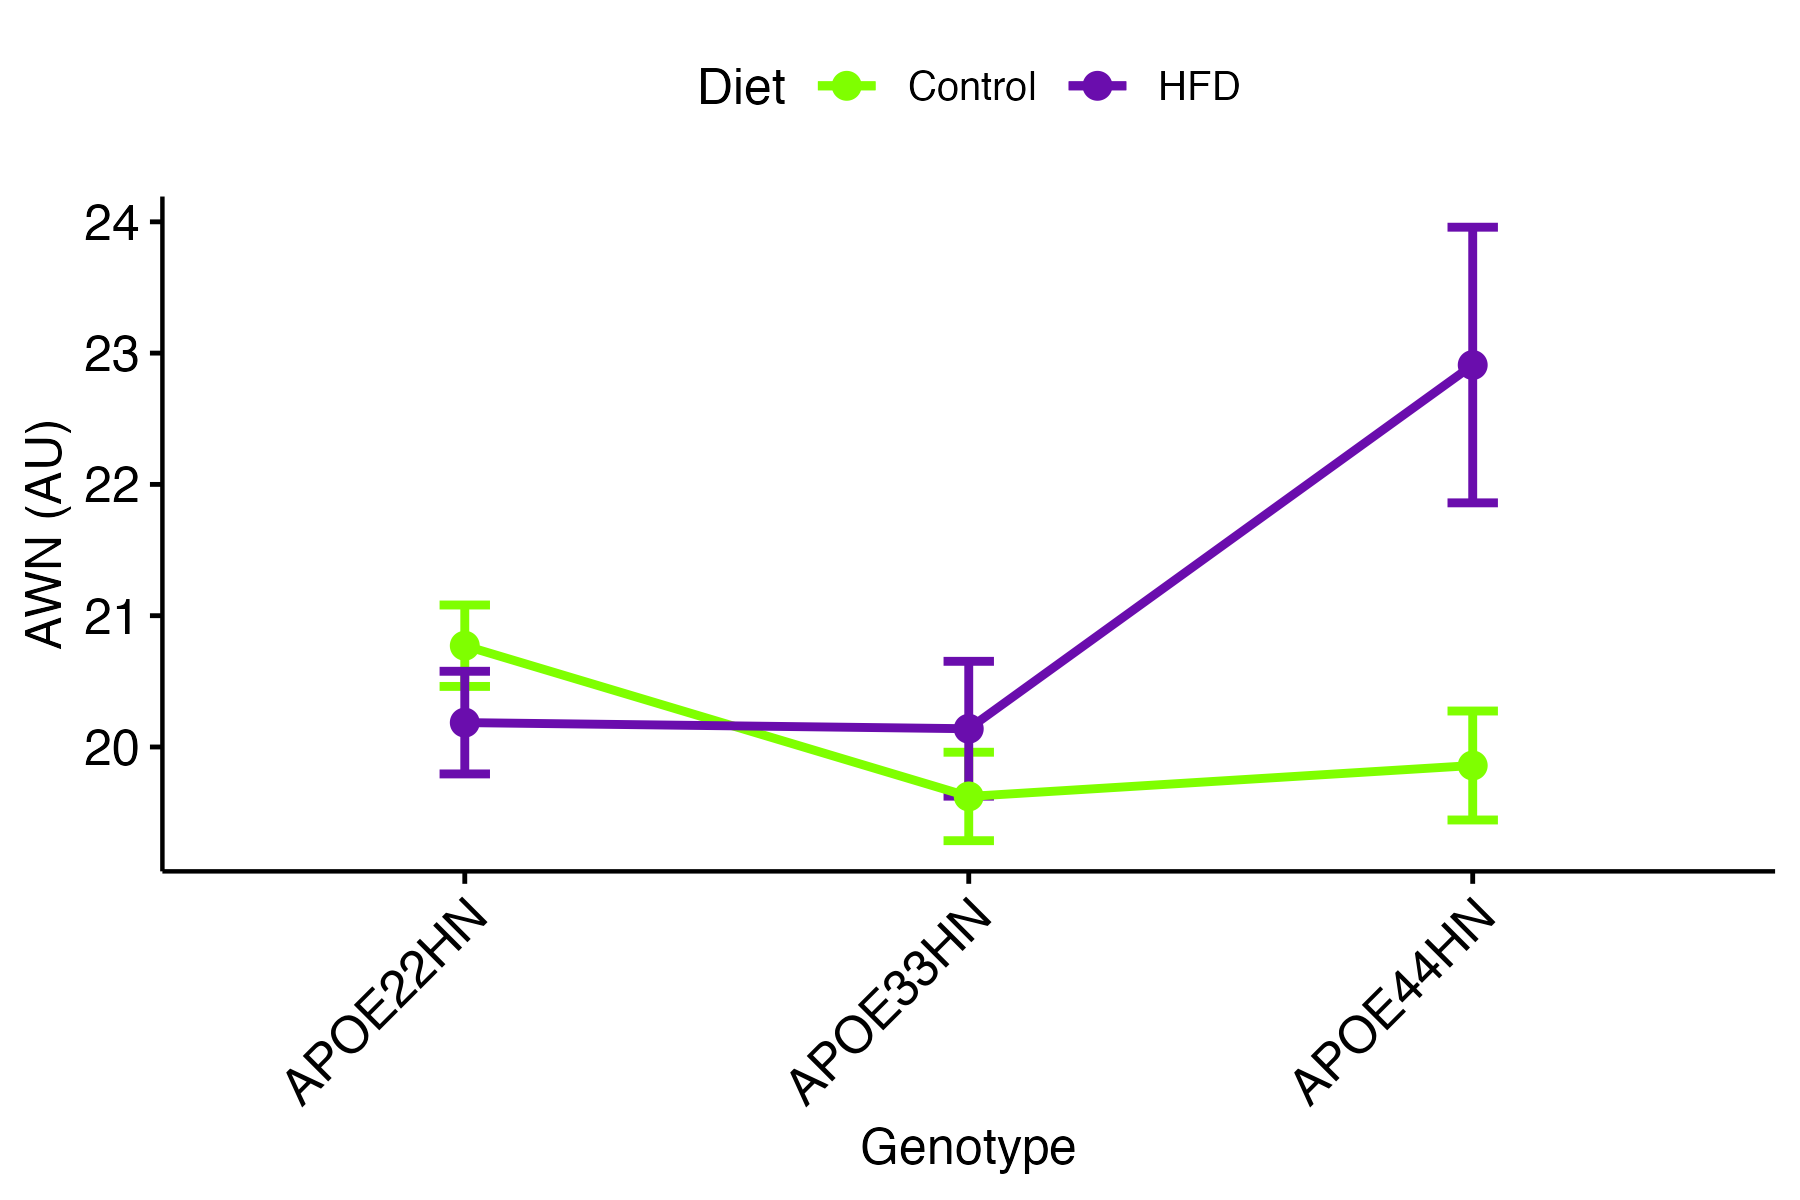 Diet Control HFD
AWN (AU)
24
23
22
21
20
APOE22HN
APOE33HN
APOE44HN
Genotype